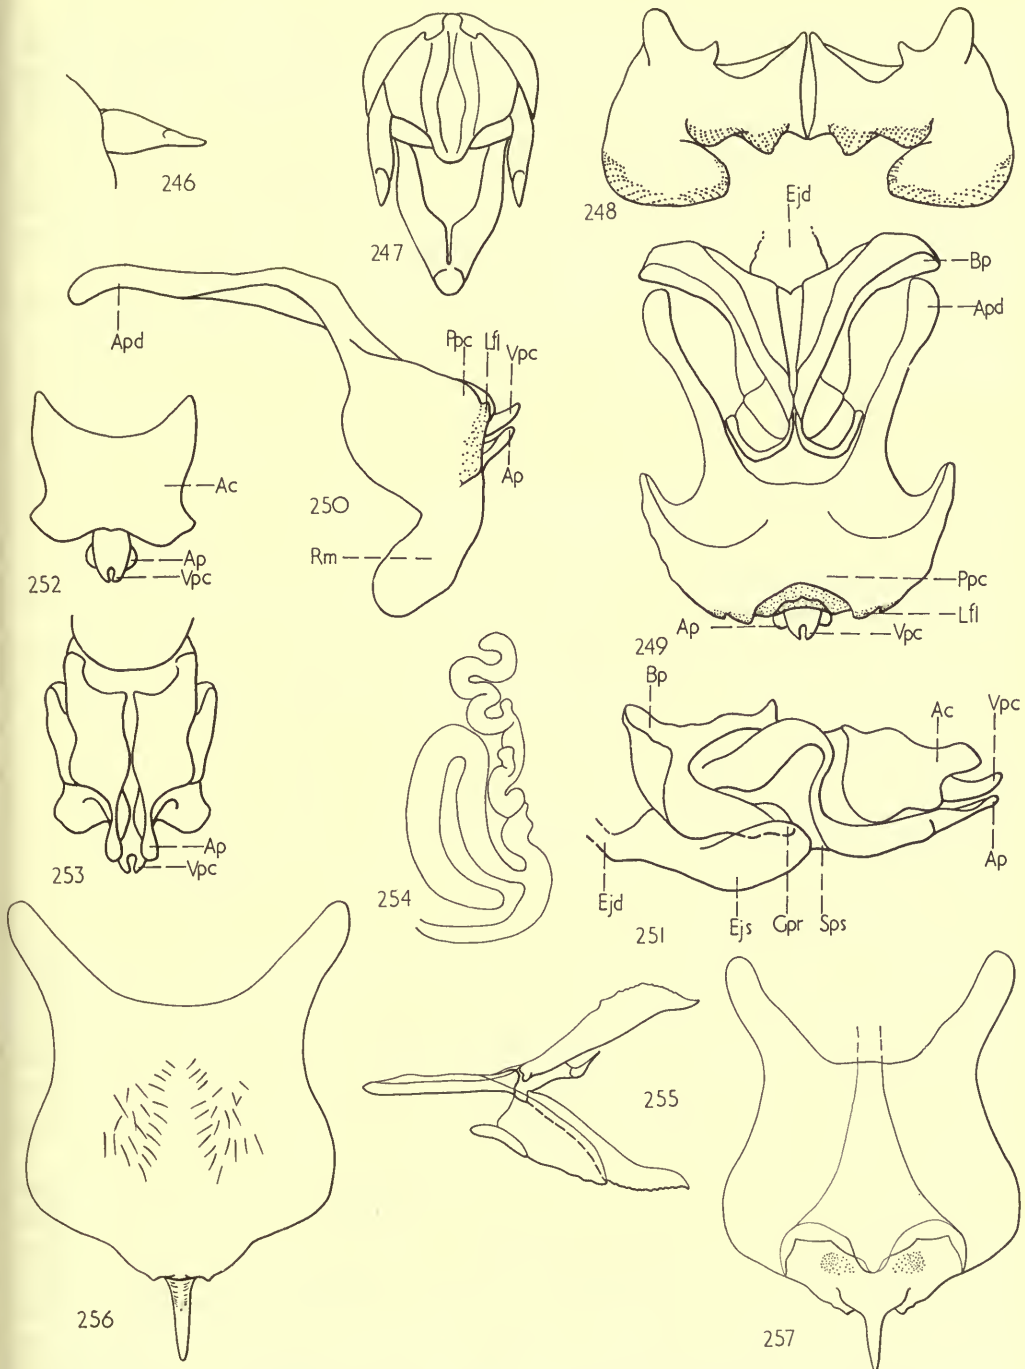 246
247
248
Ejd
Bp
Apd
Apd
Ppc Lfl Vpc
Ap
Ac
250
Rm
Ap
Vpc
252
Ppc
Lfl
Ap
Vpc
249
Bp
Ac
Vpc
Ap
Vpc
253
254
Ap
Ejd
Ejs Gpr Sps
251
255
256
257